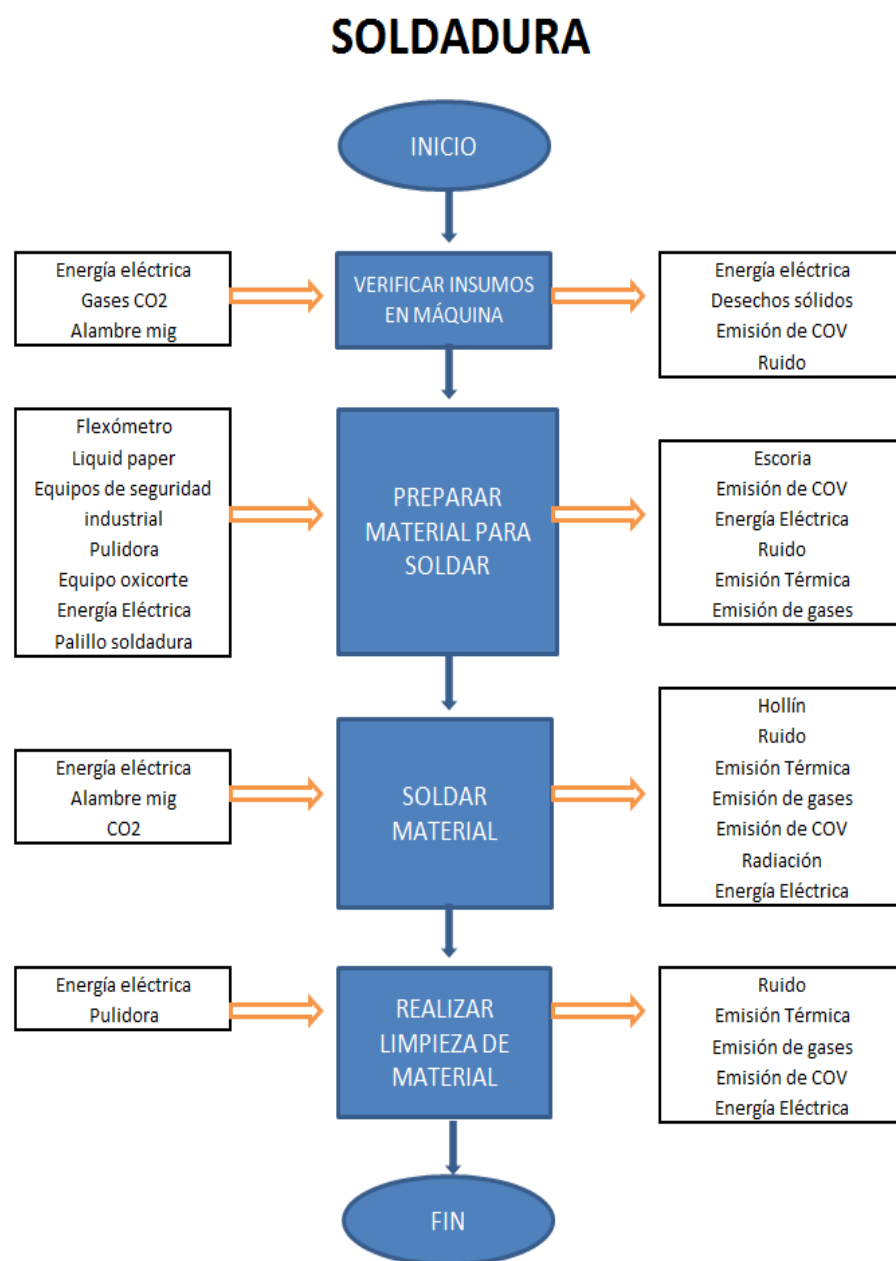 SOLDADURA
INICIO
Energía eléctrica
Gases CO2
Alambre mig
VERIFICAR INSUMOS
EN MÁQUINA
Energía eléctrica
Desechos sólidos
Emisión de COV
Ruido
Flexómetro
Liquid paper
Equipos de seguridad
industrial
Pulidora
Equipo oxicorte
Energía Eléctrica
Palillo soldadura
PREPARAR
MATERIAL PARA
SOLDAR
Escoria
Emisión de COV
Energía Eléctrica
Ruido
Emisión Térmica
Emisión de gases
Energía eléctrica
Alambre mig
CO2
SOLDAR
MATERIAL
Hollín
Ruido
Emisión Térmica
Emisión de gases
Emisión de COV
Radiación
Energía Eléctrica
Energía eléctrica
Pulidora
REALIZAR
LIMPIEZA DE
MATERIAL
Ruido
Emisión Térmica
Emisión de gases
Emisión de COV
Energía Eléctrica
FIN